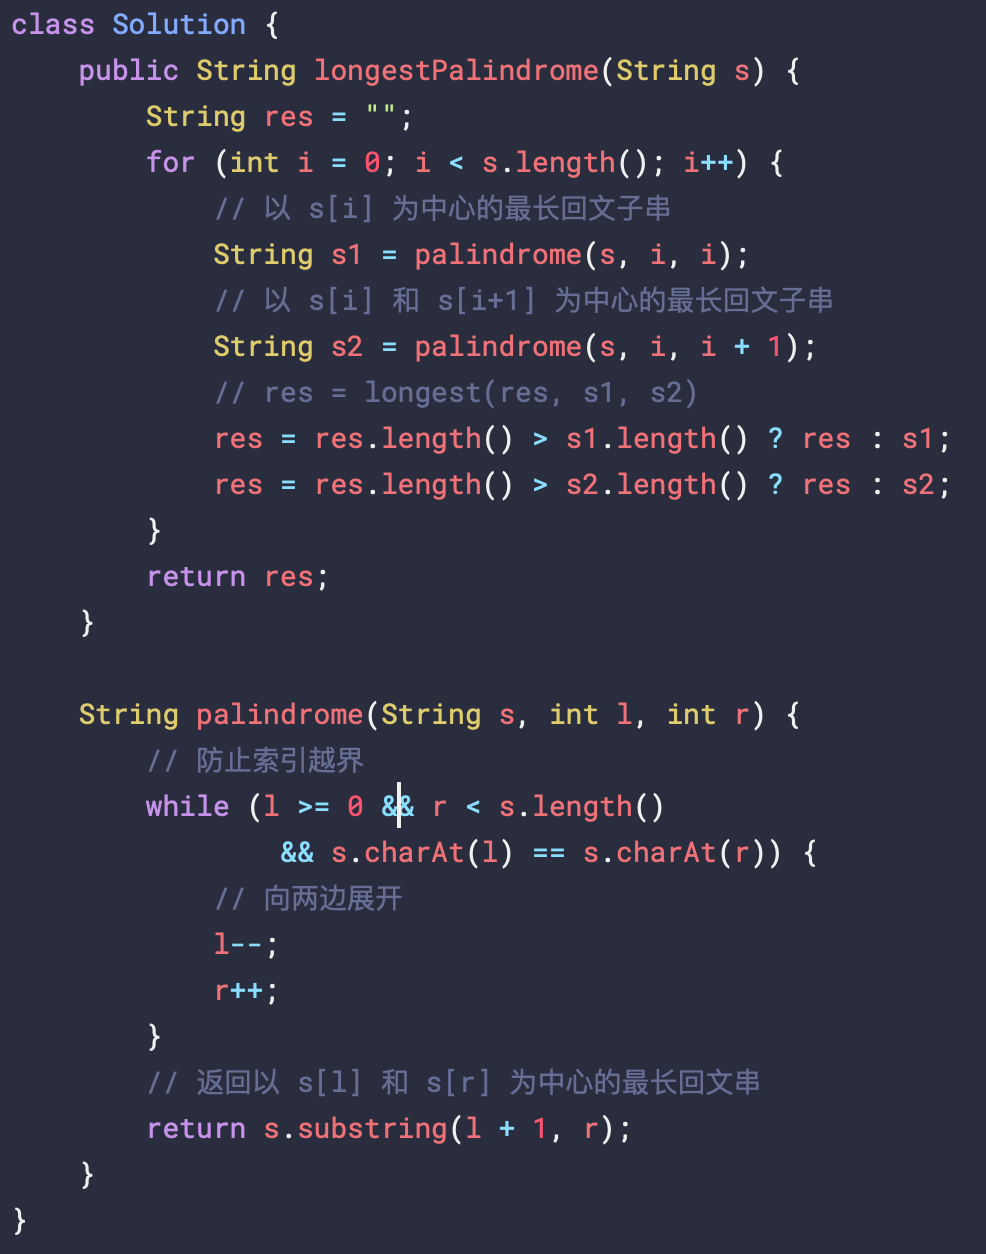 class Solution {
    public String longestPalindrome(String s) {
        String res = "";
        for (int i = 0; i < s.length(); i++) {
            // 以 s[i] 为中心的最长回文子串
            String s1 = palindrome(s, i, i);
            // 以 s[i] 和 s[i+1] 为中心的最长回文子串
            String s2 = palindrome(s, i, i + 1);
            // res = longest(res, s1, s2)
            res = res.length() > s1.length() ? res : s1;
            res = res.length() > s2.length() ? res : s2;
        }
        return res;
    }

    String palindrome(String s, int l, int r) {
        // 防止索引越界
        while (l >= 0 && r < s.length()
                && s.charAt(l) == s.charAt(r)) {
            // 向两边展开
            l--;
            r++;
        }
        // 返回以 s[l] 和 s[r] 为中心的最长回文串
        return s.substring(l + 1, r);
    }
}